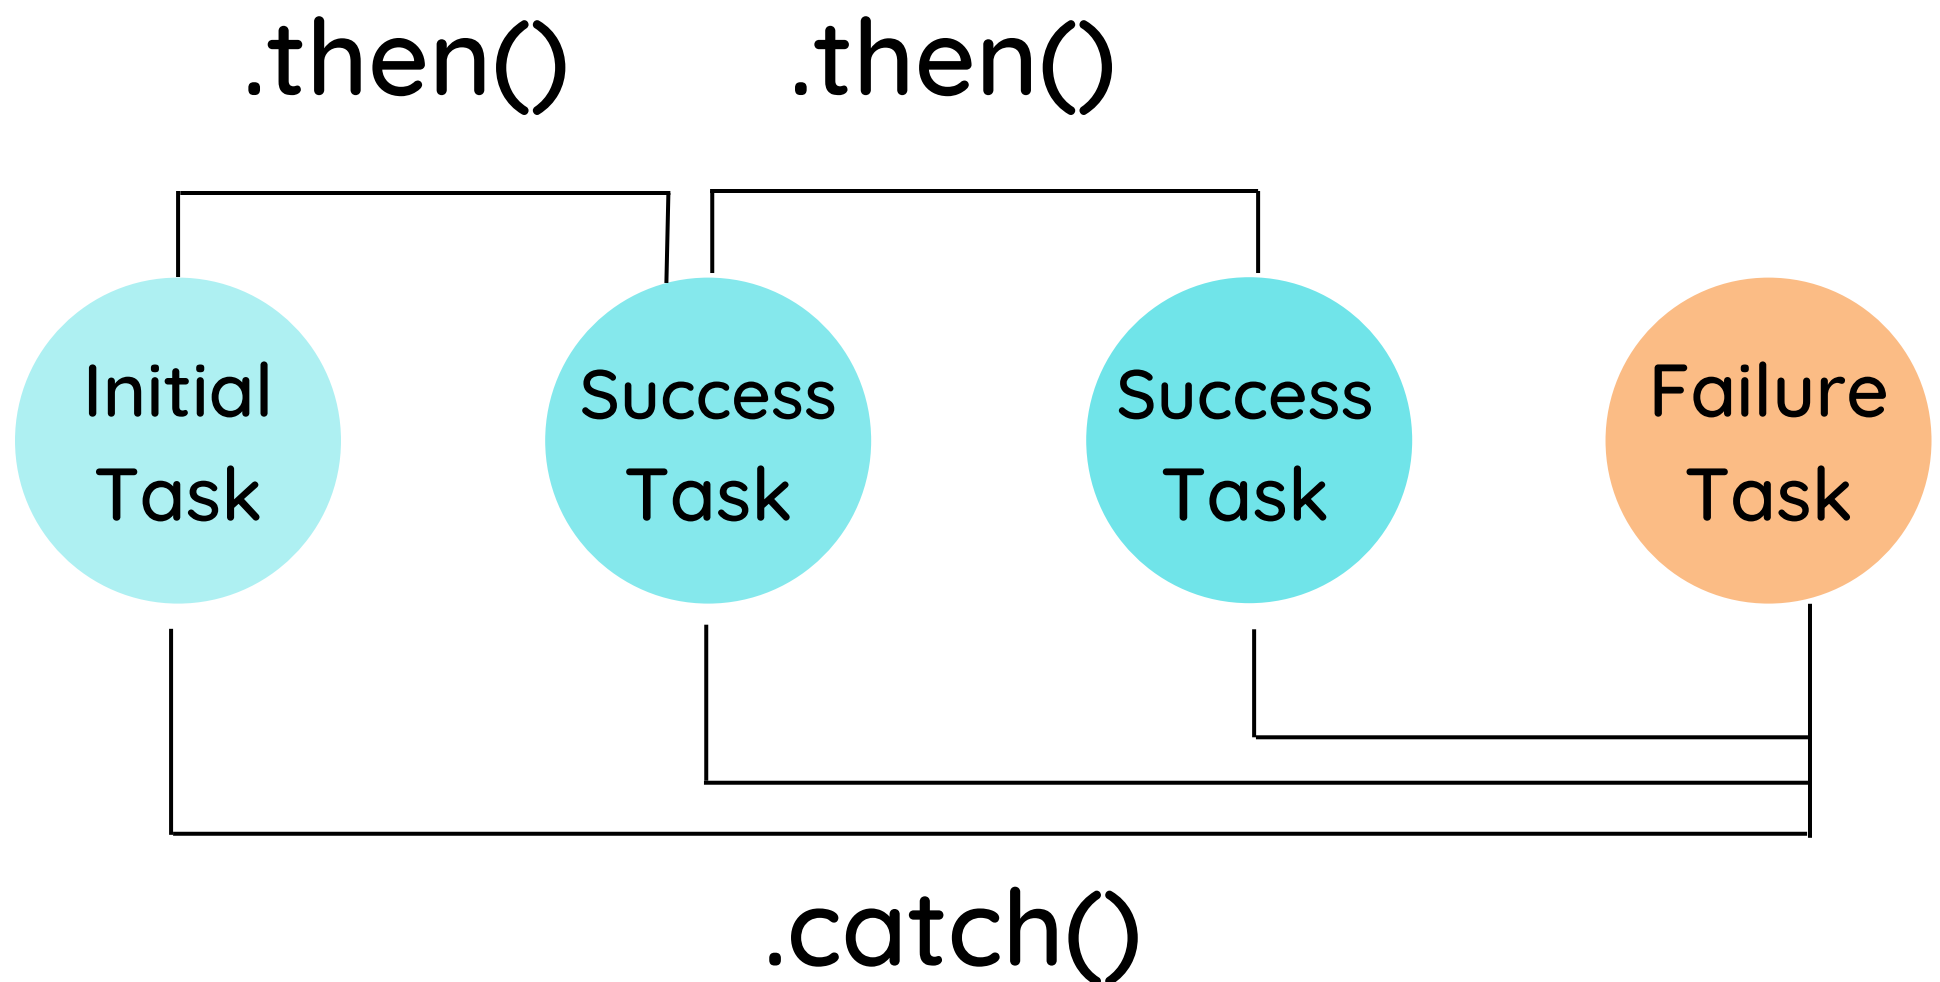 .then() .then()
Initial Task
Success Task
Success Task
Failure Task
.catch()